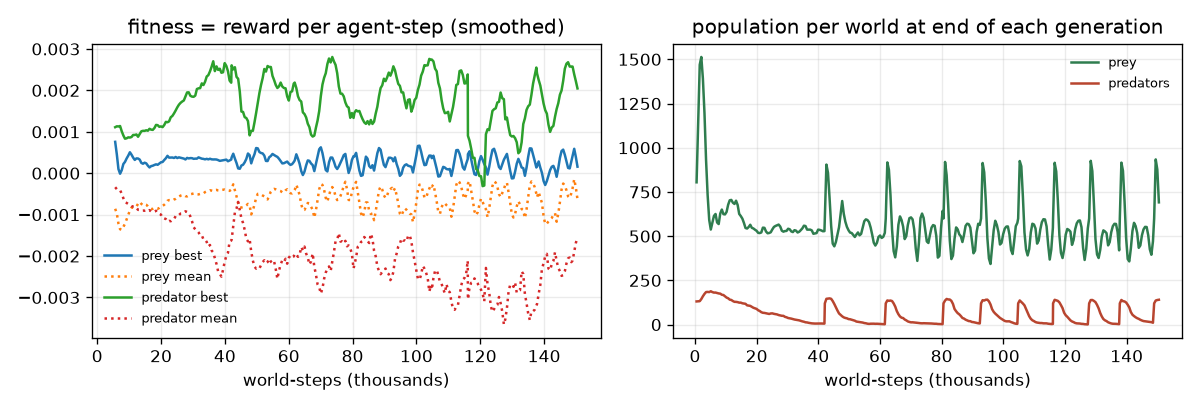 fitness = reward per agent-step (smoothed)
0.003
0.002
0.001
0.000
−0.001
−0.002
−0.003
prey best
prey mean
predator best
predator mean
0 20 40 60 80 100 120 140
world-steps (thousands)
population per world at end of each generation
1500
1250
1000
750
500
250
0
prey
predators
0 20 40 60 80 100 120 140
world-steps (thousands)